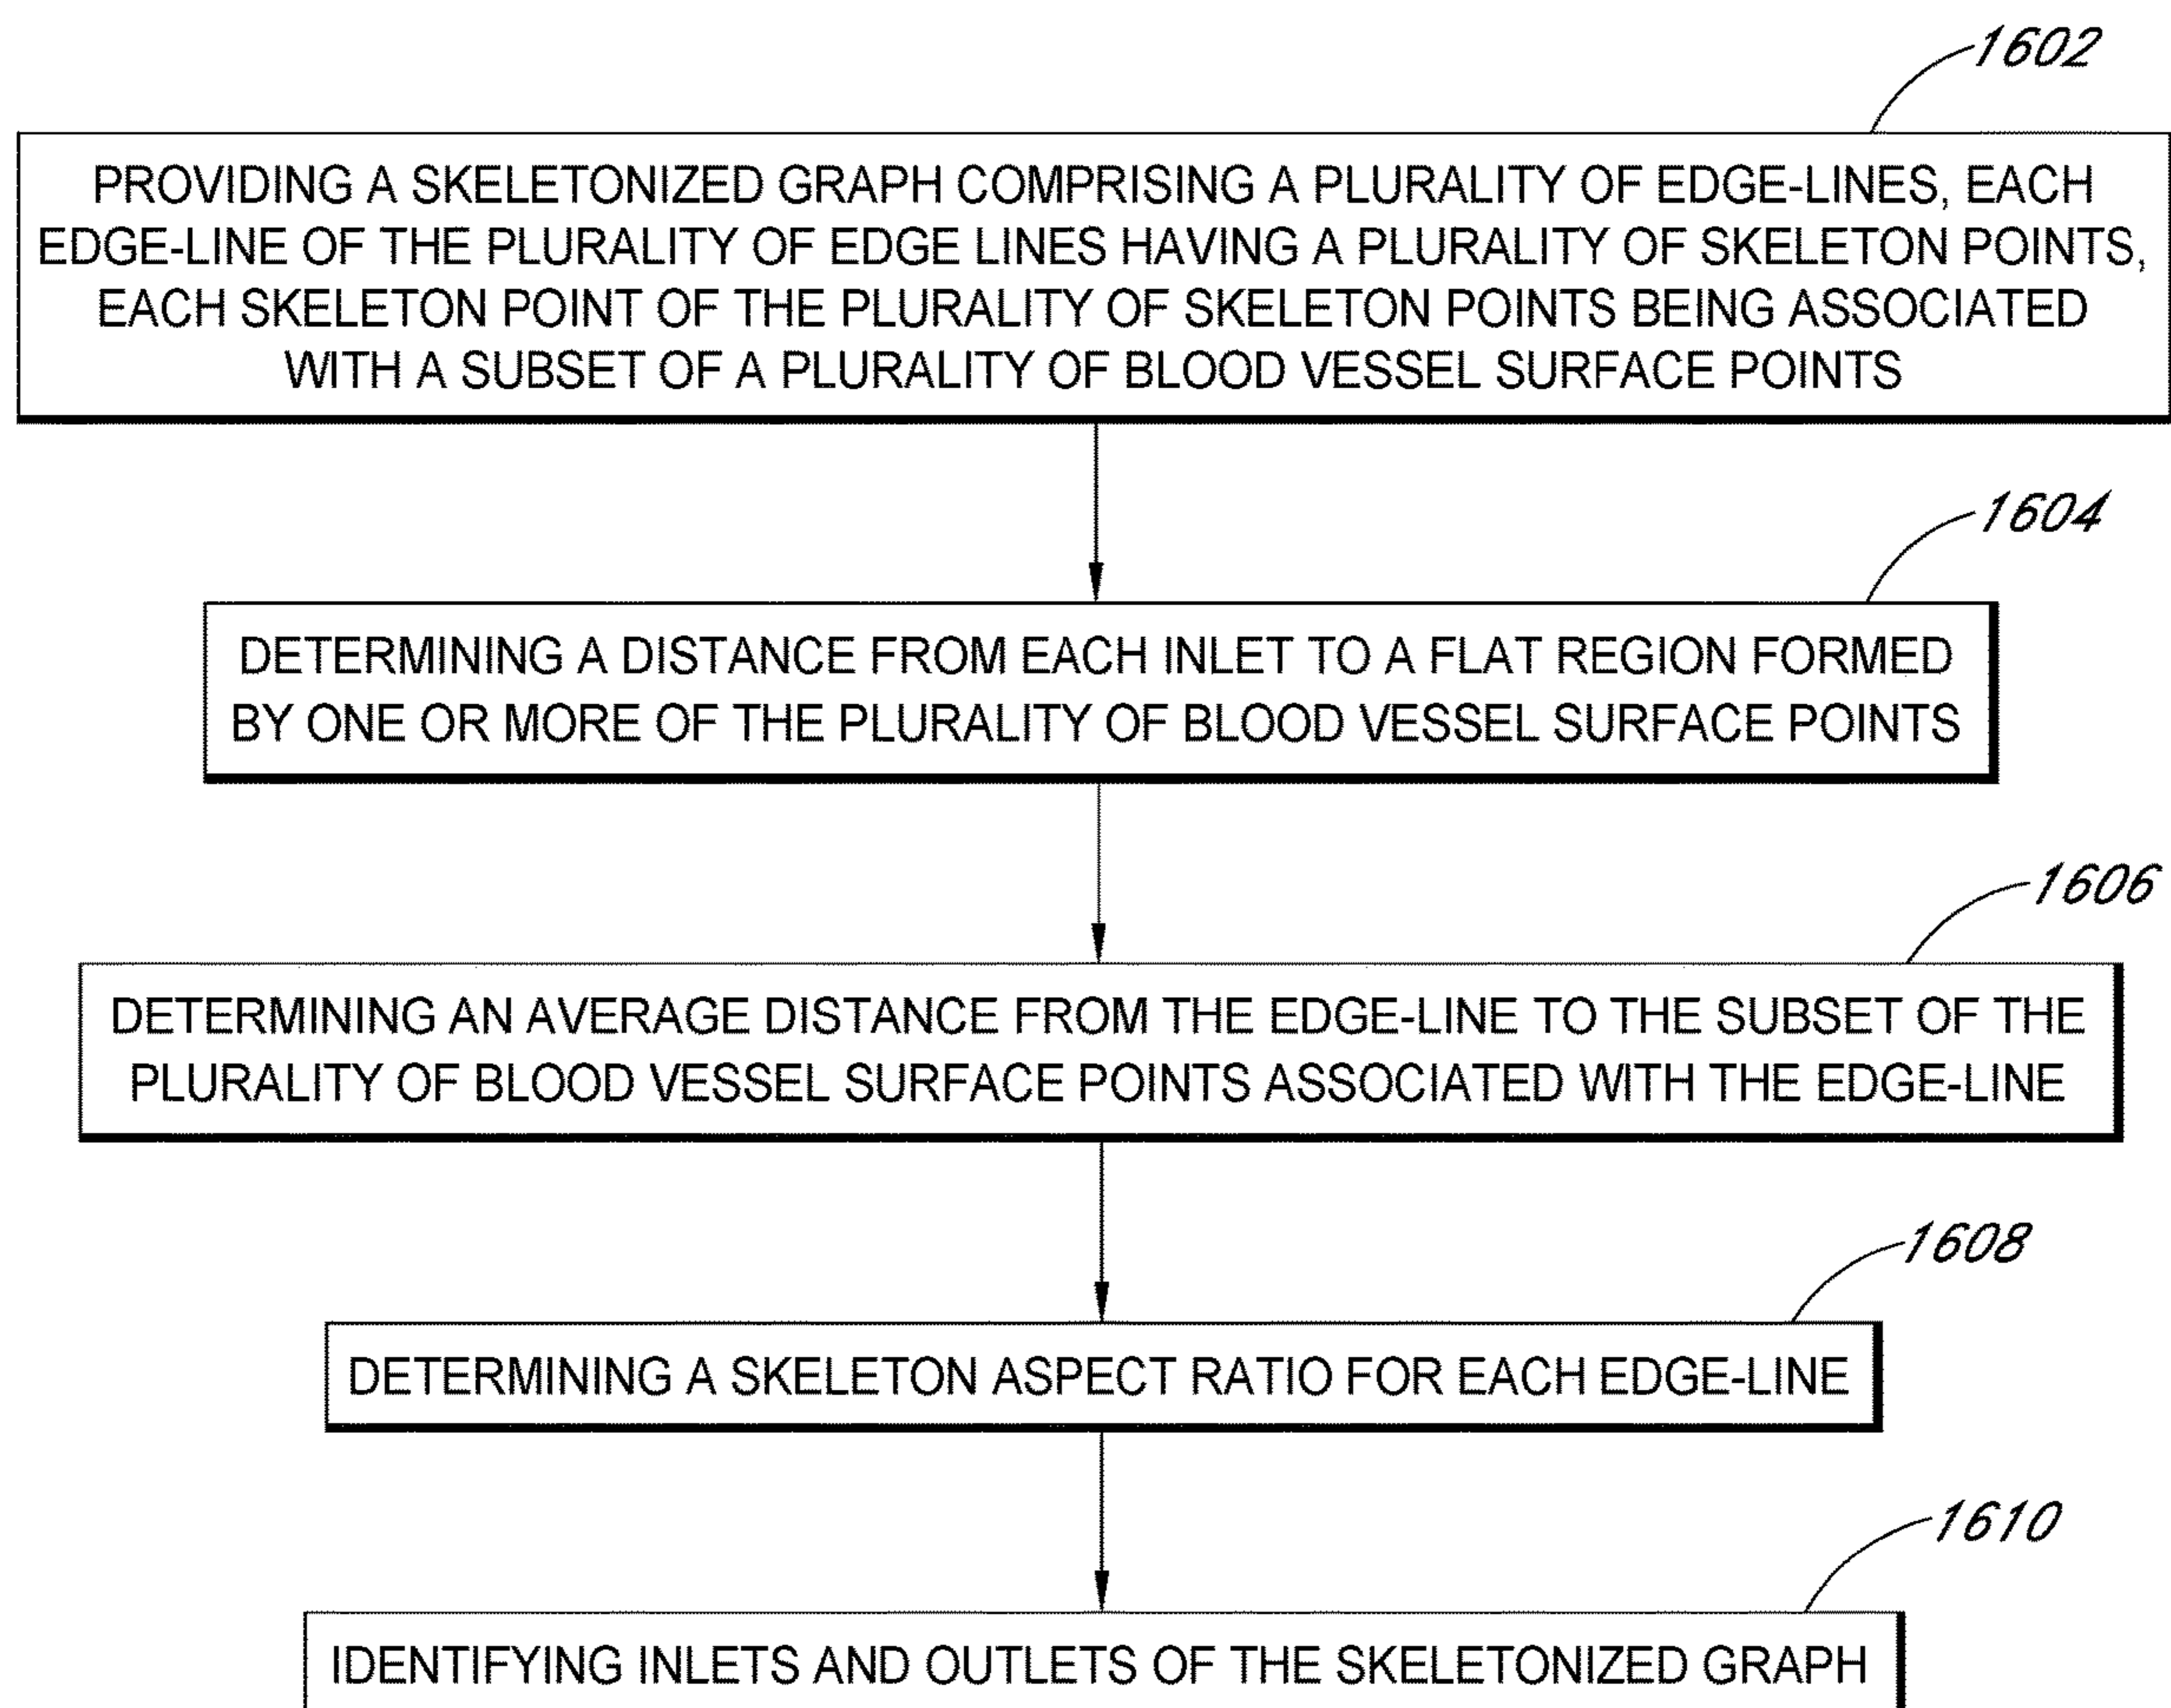 1602
PROVIDING A SKELETONIZED GRAPH COMPRISING A PLURALITY OF EDGE-LINES, EACH
EDGE-LINE OF THE PLURALITY OF EDGE LINES HAVING A PLURALITY OF SKELETON POINTS,
EACH SKELETON POINT OF THE PLURALITY OF SKELETON POINTS BEING ASSOCIATED
WITH A SUBSET OF A PLURALITY OF BLOOD VESSEL SURFACE POINTS
1604
DETERMINING A DISTANCE FROM EACH INLET TO A FLAT REGION FORMED
BY ONE OR MORE OF THE PLURALITY OF BLOOD VESSEL SURFACE POINTS
1606
DETERMINING AN AVERAGE DISTANCE FROM THE EDGE-LINE TO THE SUBSET OF THE
PLURALITY OF BLOOD VESSEL SURFACE POINTS ASSOCIATED WITH THE EDGE-LINE
1608
DETERMINING A SKELETON ASPECT RATIO FOR EACH EDGE-LINE
1610
IDENTIFYING INLETS AND OUTLETS OF THE SKELETONIZED GRAPH